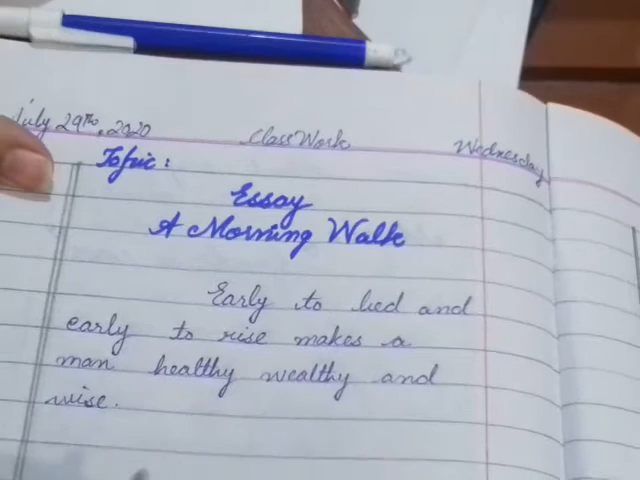 July 29th, 2020 Class Work Wednesday
Topic:
Essay
A Morning Walk
Early to bed and
early to rise makes a
man healthy wealthy and
wise.